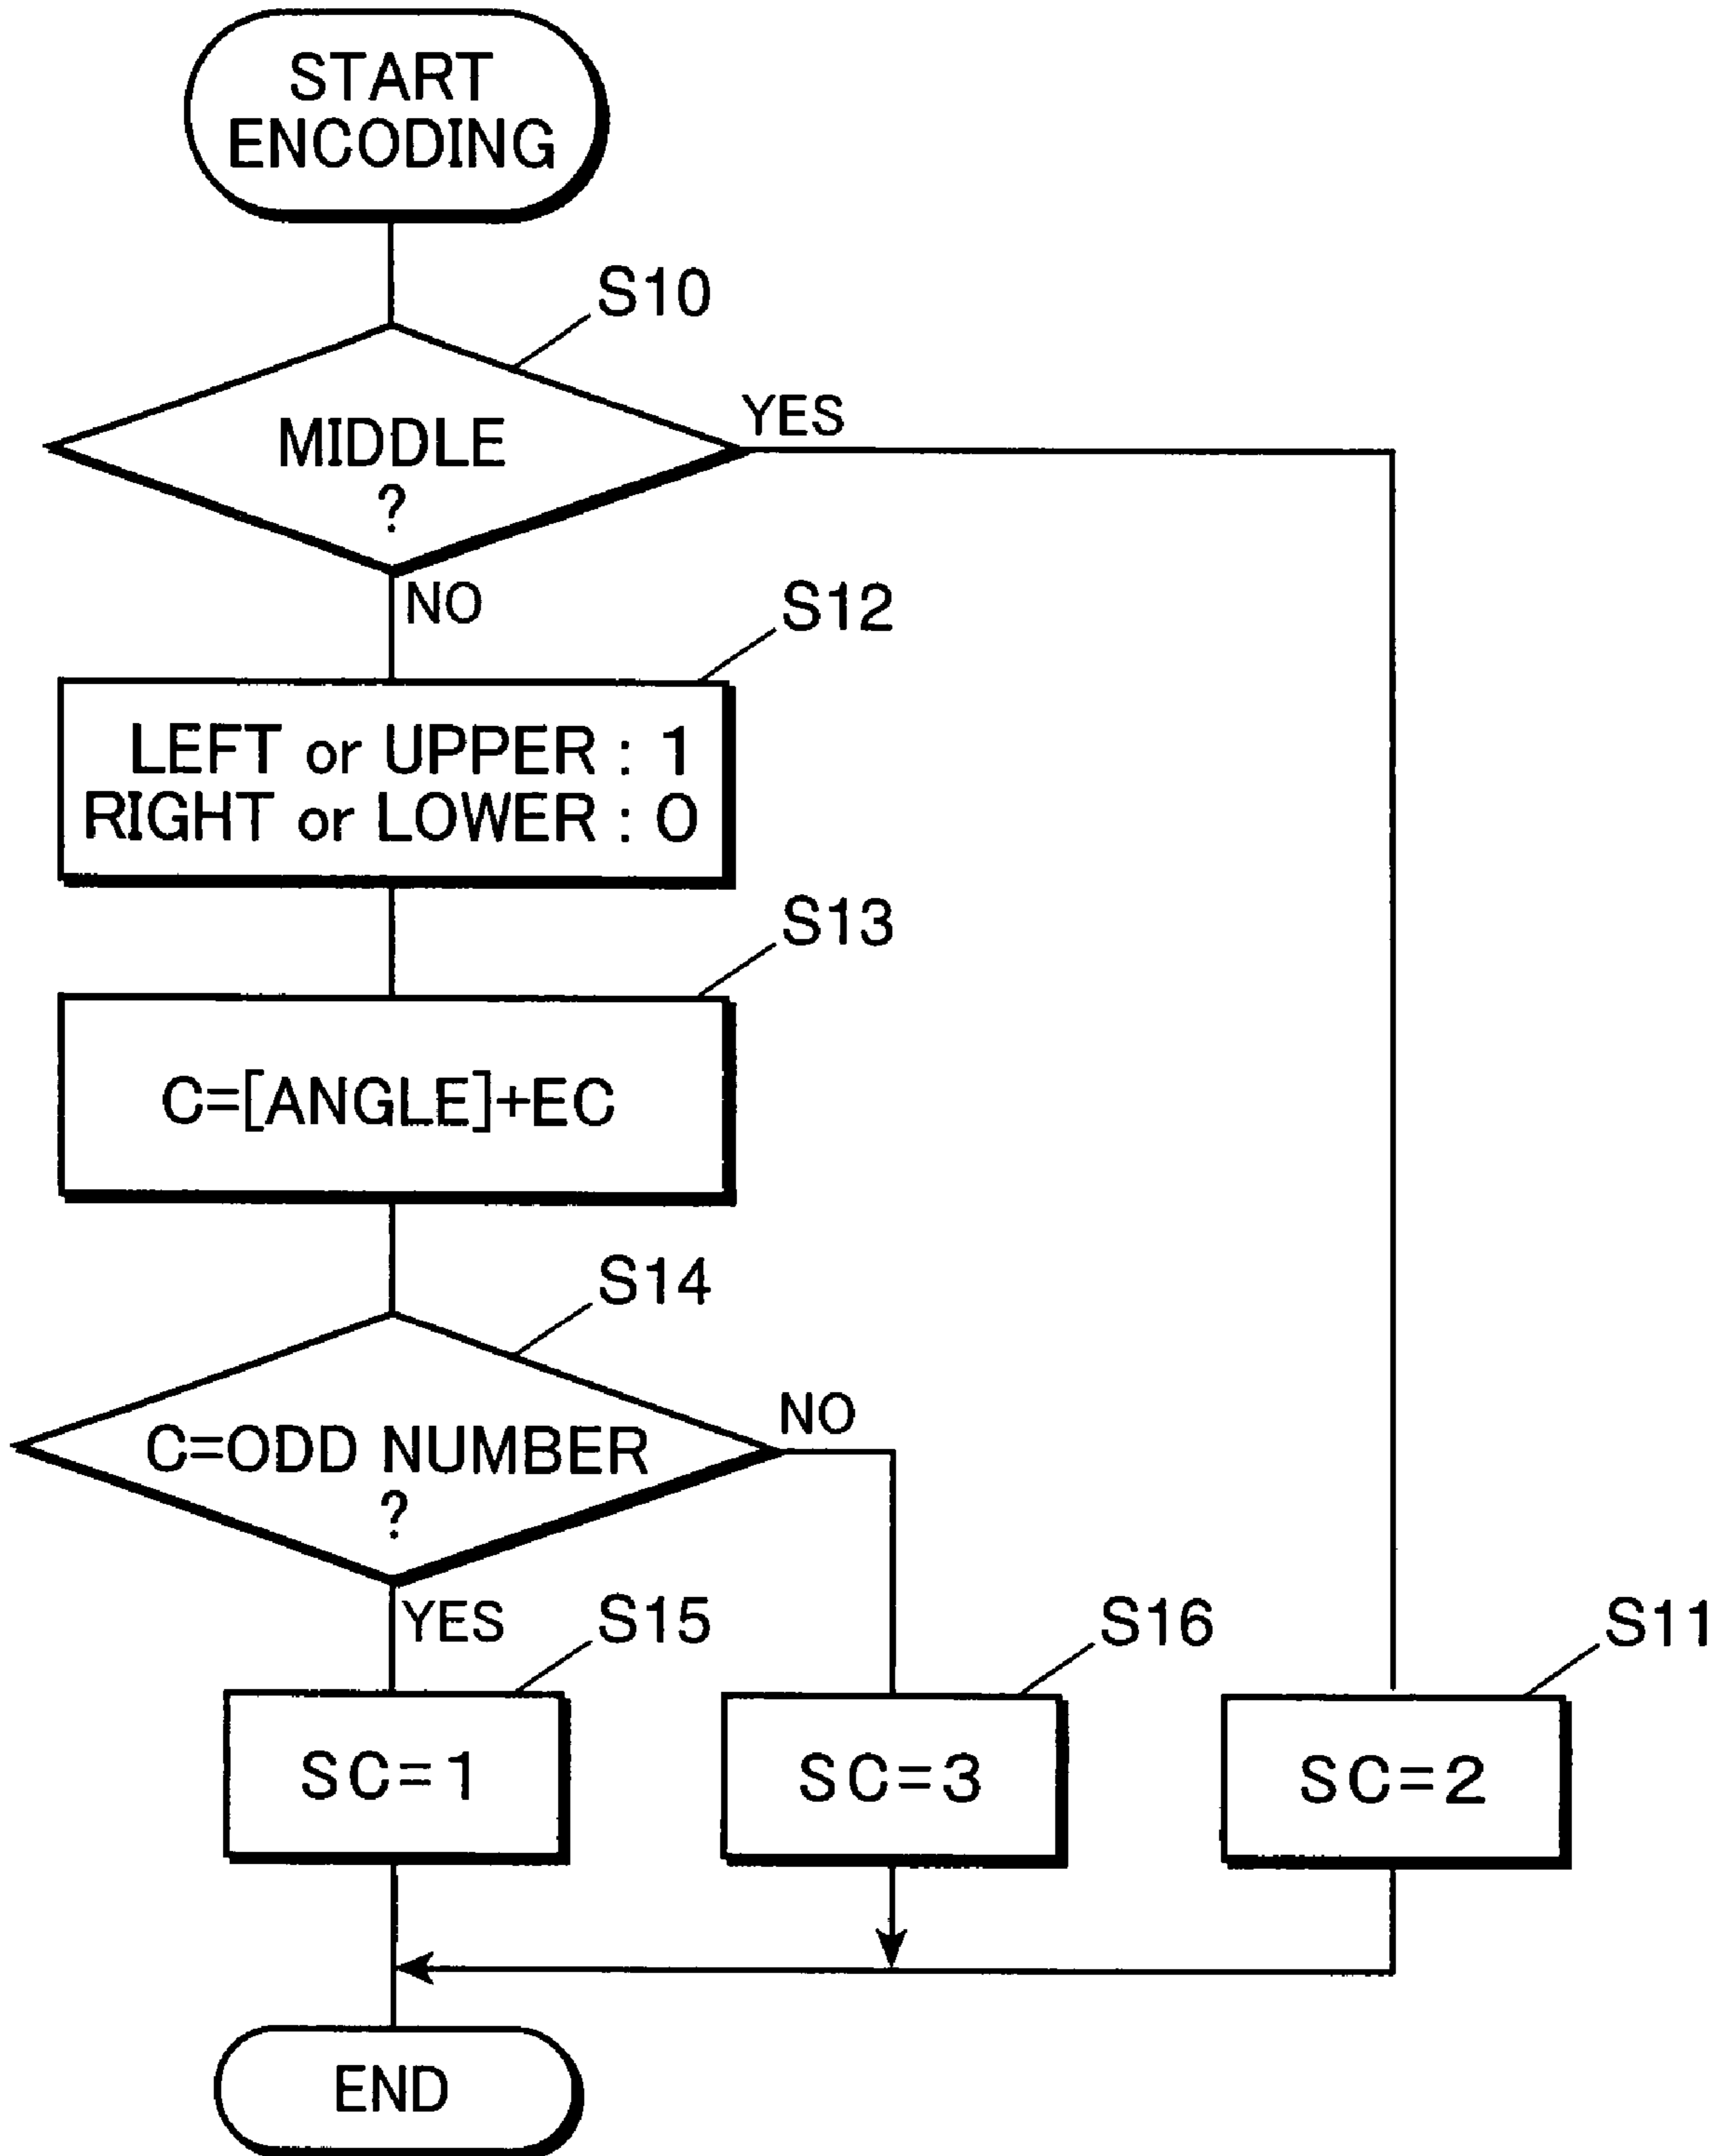 START
ENCODING
S10
MIDDLE
?
YES
NO
S12
LEFT or UPPER : 1
RIGHT or LOWER : 0
S13
C=[ANGLE]+EC
S14
C=ODD NUMBER
?
NO
YES
S15
S16
S11
SC=1
SC=3
SC=2
END